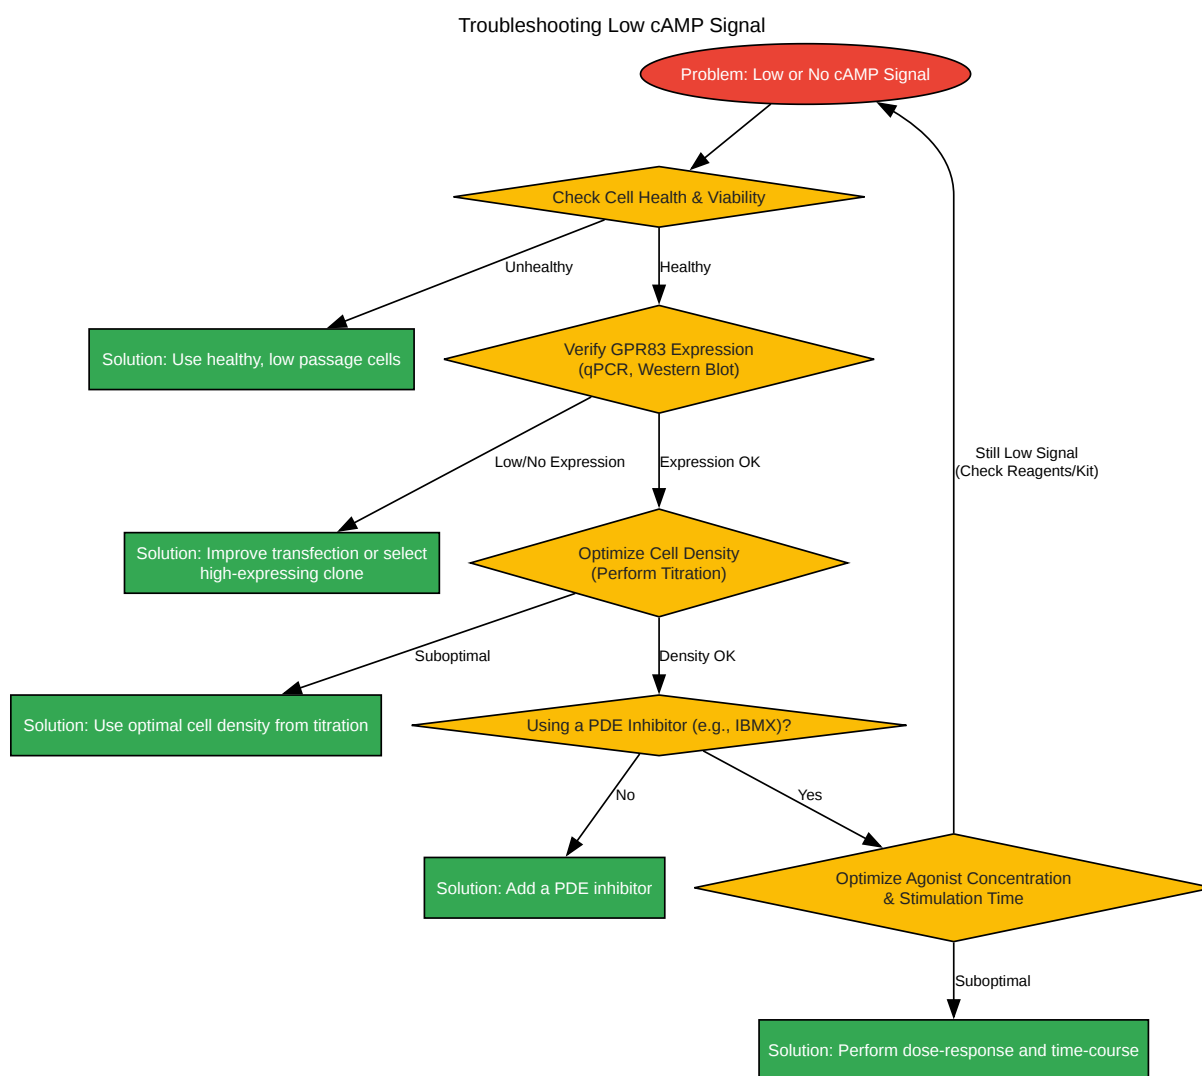 Troubleshooting Low cAMP Signal
Problem: Low or No cAMP Signal
Check Cell Health & Viability
Unhealthy
Healthy
Solution: Use healthy, low passage cells
Verify GPR83 Expression
(qPCR, Western Blot)
Low/No Expression
Expression OK
Still Low Signal
(Check Reagents/Kit)
Solution: Improve transfection or select
high-expressing clone
Optimize Cell Density
(Perform Titration)
Suboptimal
Density OK
Solution: Use optimal cell density from titration
Using a PDE Inhibitor (e.g., IBMX)?
No
Yes
Solution: Add a PDE inhibitor
Optimize Agonist Concentration
& Stimulation Time
Suboptimal
Solution: Perform dose-response and time-course